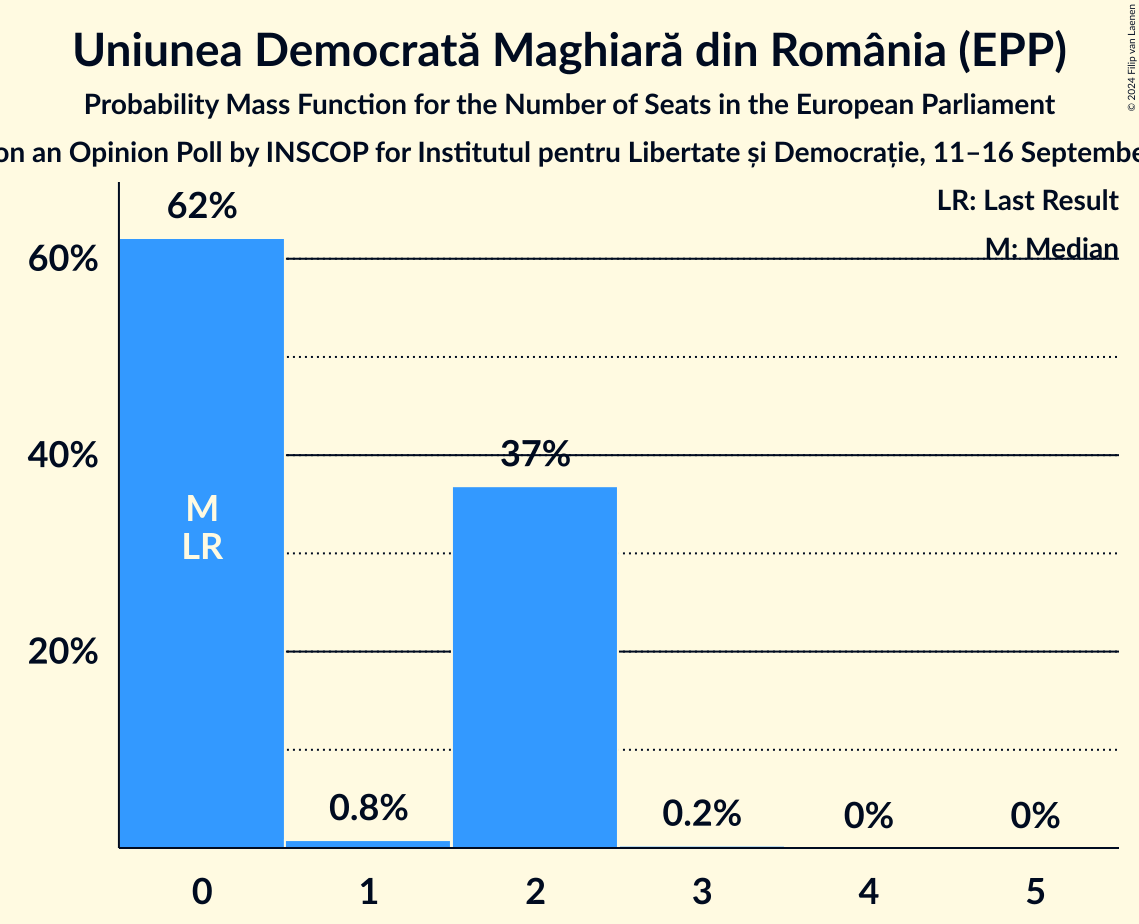 Uniunea Democrată Maghiară din România (EPP)
Probability Mass Function for the Number of Seats in the European Parliament
on an Opinion Poll by INSCOP for Institutul pentru Libertate și Democrație, 11–16
© 2024 Filip van Laenen
LR: Last Result
M: Median
62%
60%
40%
37%
M
LR
20%
0.8%
0.2%
0%
0%
0 1 2 3 4 5